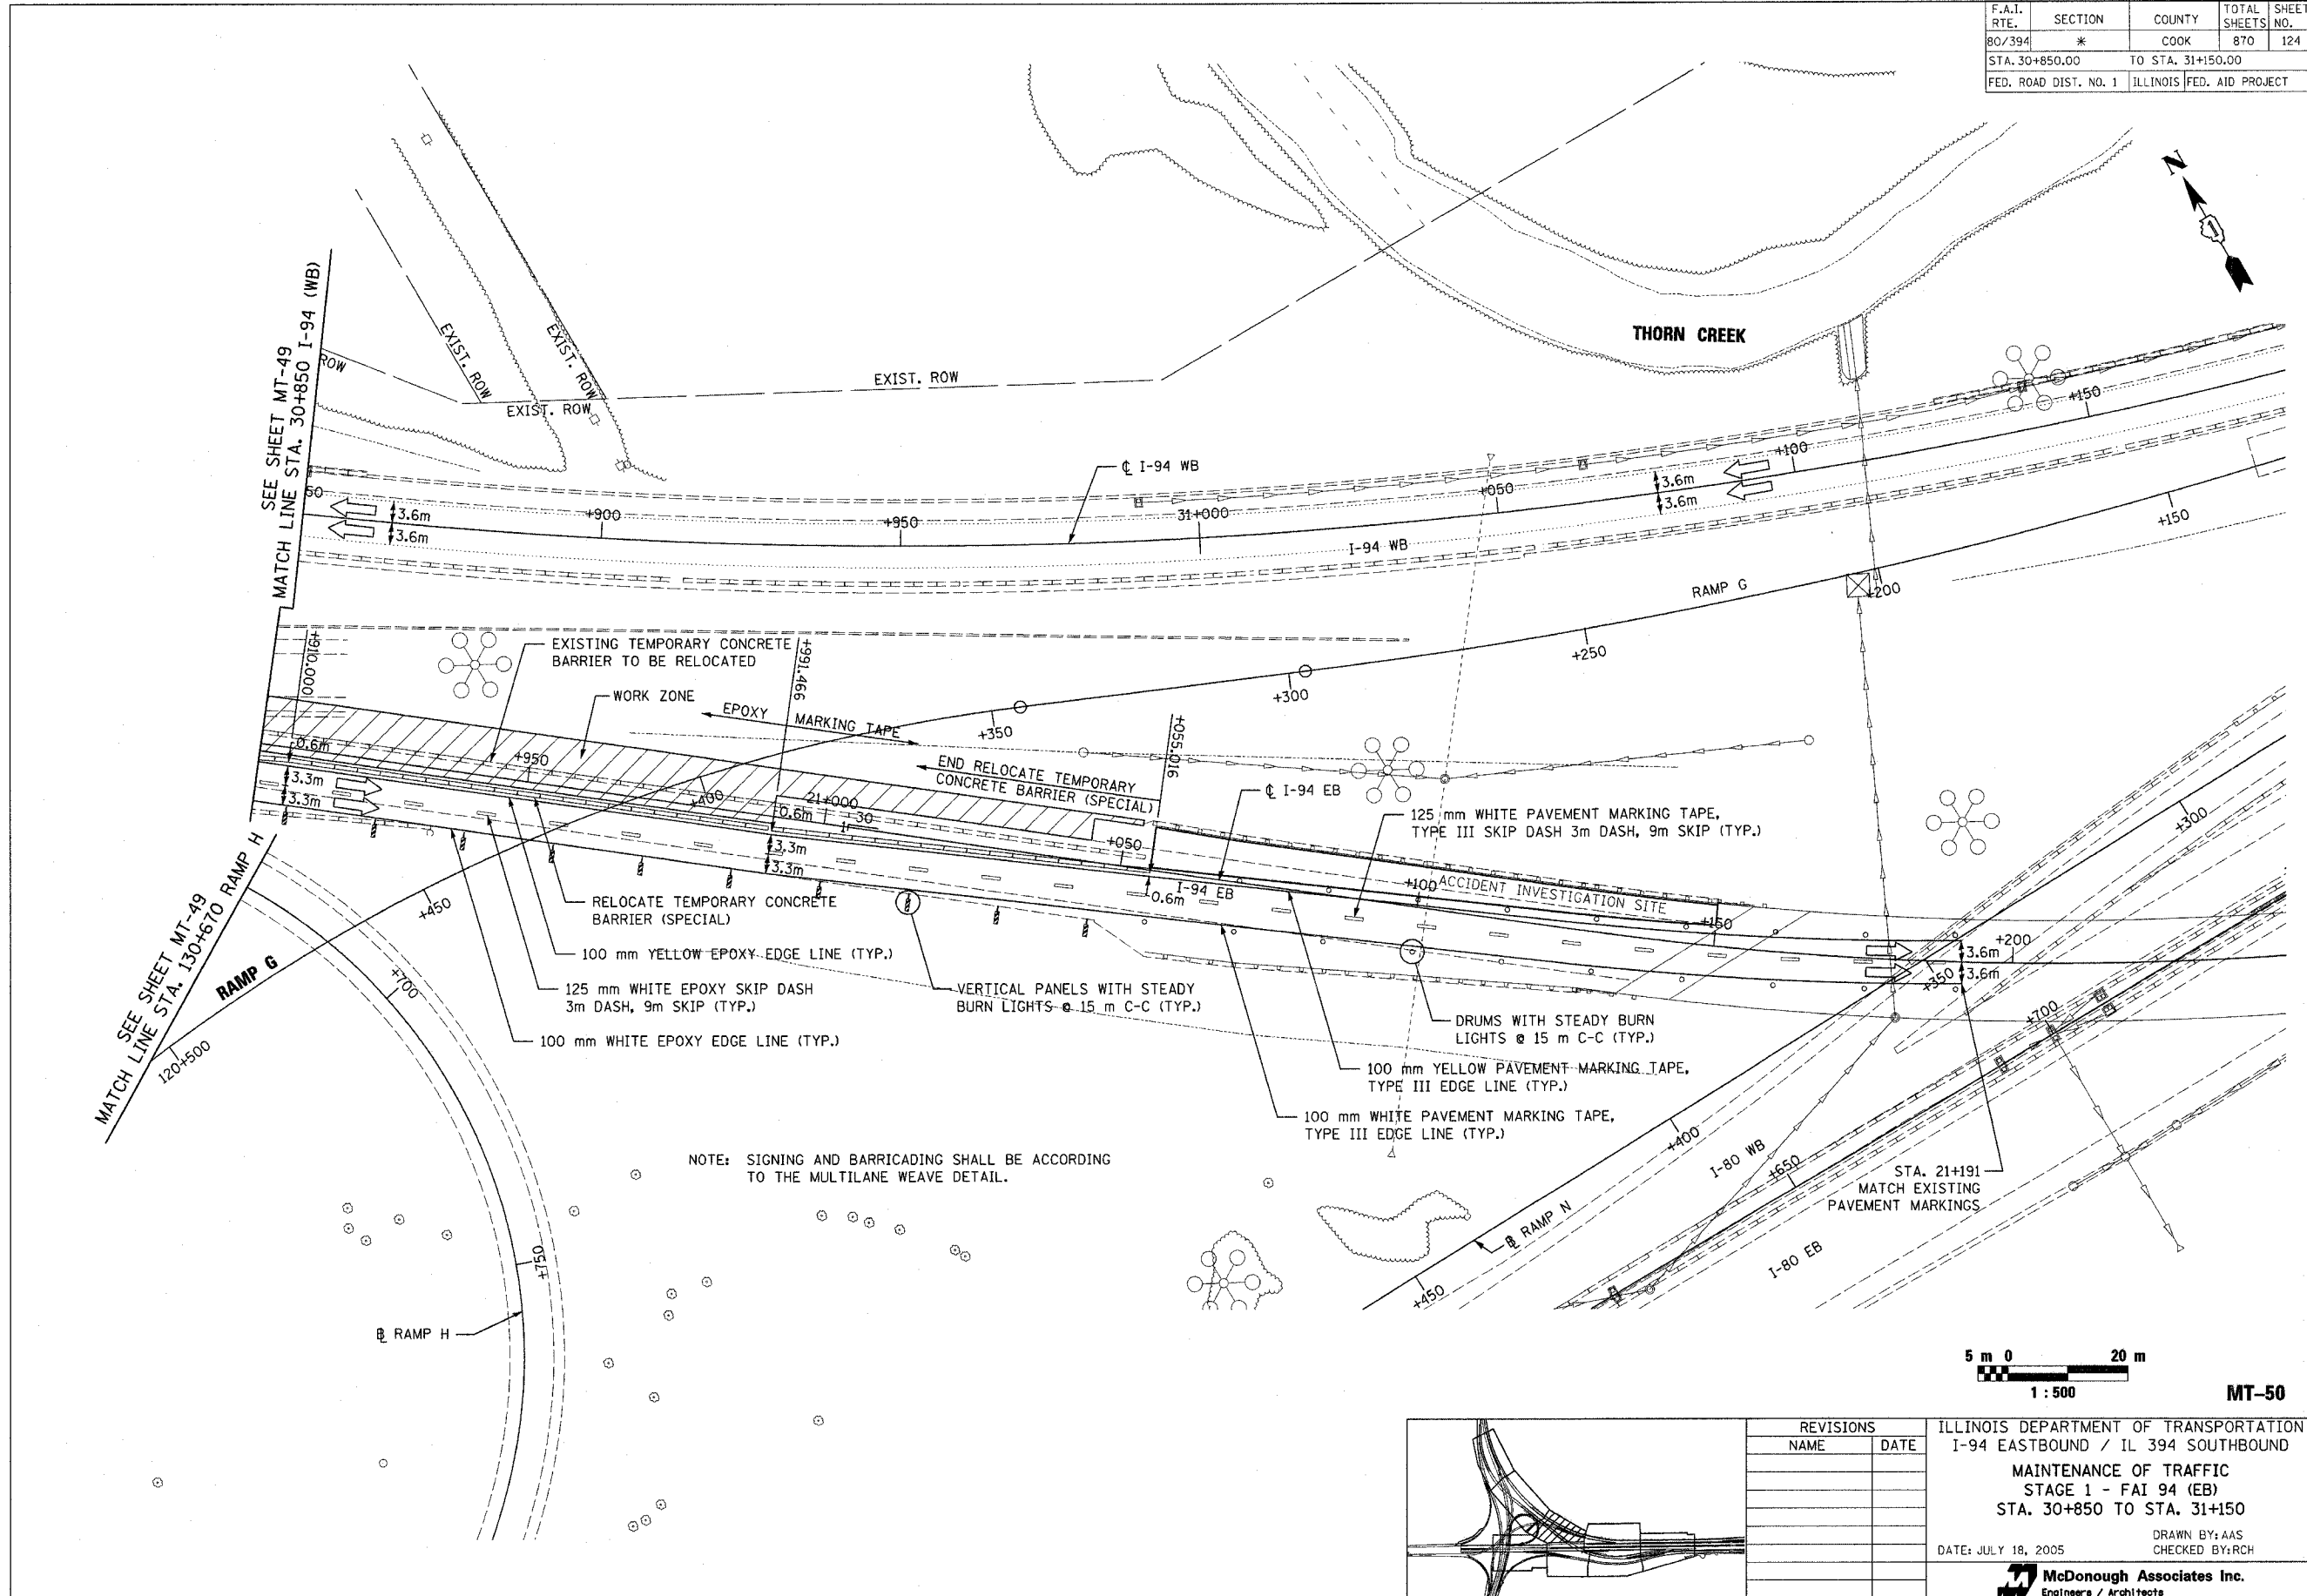 F.A.I. RTE. SECTION COUNTY TOTAL SHEETS SHEET NO.
80/394 * COOK 870 124
STA. 30+850.00 TO STA. 31+150.00
FED. ROAD DIST. NO. 1 ILLINOIS FED. AID PROJECT
N
1
THORN CREEK
SEE SHEET MT-49
MATCH LINE STA. 30+850 I-94 (WB)
ROW
EXIST. ROW
EXIST. ROW
EXIST. ROW
EXIST. ROW
℄ I-94 WB
50
+900
+950
31+000
+050
+100
+150
3.6m
3.6m
3.6m
3.6m
I-94 WB
RAMP G
+150
+200
+250
+300
+350
+400
+450
120+500
+910.000
EXISTING TEMPORARY CONCRETE
BARRIER TO BE RELOCATED
+991.466
WORK ZONE
EPOXY MARKING TAPE
+055.016
END RELOCATE TEMPORARY
CONCRETE BARRIER (SPECIAL)
℄ I-94 EB
0.6m
3.3m
3.3m
+950
21+000
0.6m
30
1
3.3m
3.3m
+050
I-94 EB
0.6m
125 mm WHITE PAVEMENT MARKING TAPE,
TYPE III SKIP DASH 3m DASH, 9m SKIP (TYP.)
+100
ACCIDENT INVESTIGATION SITE
+150
+200
3.6m
3.6m
+300
+350
+700
RELOCATE TEMPORARY CONCRETE
BARRIER (SPECIAL)
100 mm YELLOW EPOXY EDGE LINE (TYP.)
125 mm WHITE EPOXY SKIP DASH
3m DASH, 9m SKIP (TYP.)
100 mm WHITE EPOXY EDGE LINE (TYP.)
VERTICAL PANELS WITH STEADY
BURN LIGHTS @ 15 m C-C (TYP.)
DRUMS WITH STEADY BURN
LIGHTS @ 15 m C-C (TYP.)
100 mm YELLOW PAVEMENT MARKING TAPE,
TYPE III EDGE LINE (TYP.)
100 mm WHITE PAVEMENT MARKING TAPE,
TYPE III EDGE LINE (TYP.)
SEE SHEET MT-49
MATCH LINE STA. 130+670 RAMP H
RAMP G
+700
+750
NOTE: SIGNING AND BARRICADING SHALL BE ACCORDING
TO THE MULTILANE WEAVE DETAIL.
+400
I-80 WB
+650
STA. 21+191
MATCH EXISTING
PAVEMENT MARKINGS
RAMP N
I-80 EB
+450
RAMP H
5 m 0 20 m
1 : 500
MT-50
REVISIONS
NAME DATE
ILLINOIS DEPARTMENT OF TRANSPORTATION
I-94 EASTBOUND / IL 394 SOUTHBOUND
MAINTENANCE OF TRAFFIC
STAGE 1 - FAI 94 (EB)
STA. 30+850 TO STA. 31+150
DRAWN BY: AAS
DATE: JULY 18, 2005 CHECKED BY: RCH
McDonough Associates Inc.
Engineers / Architects